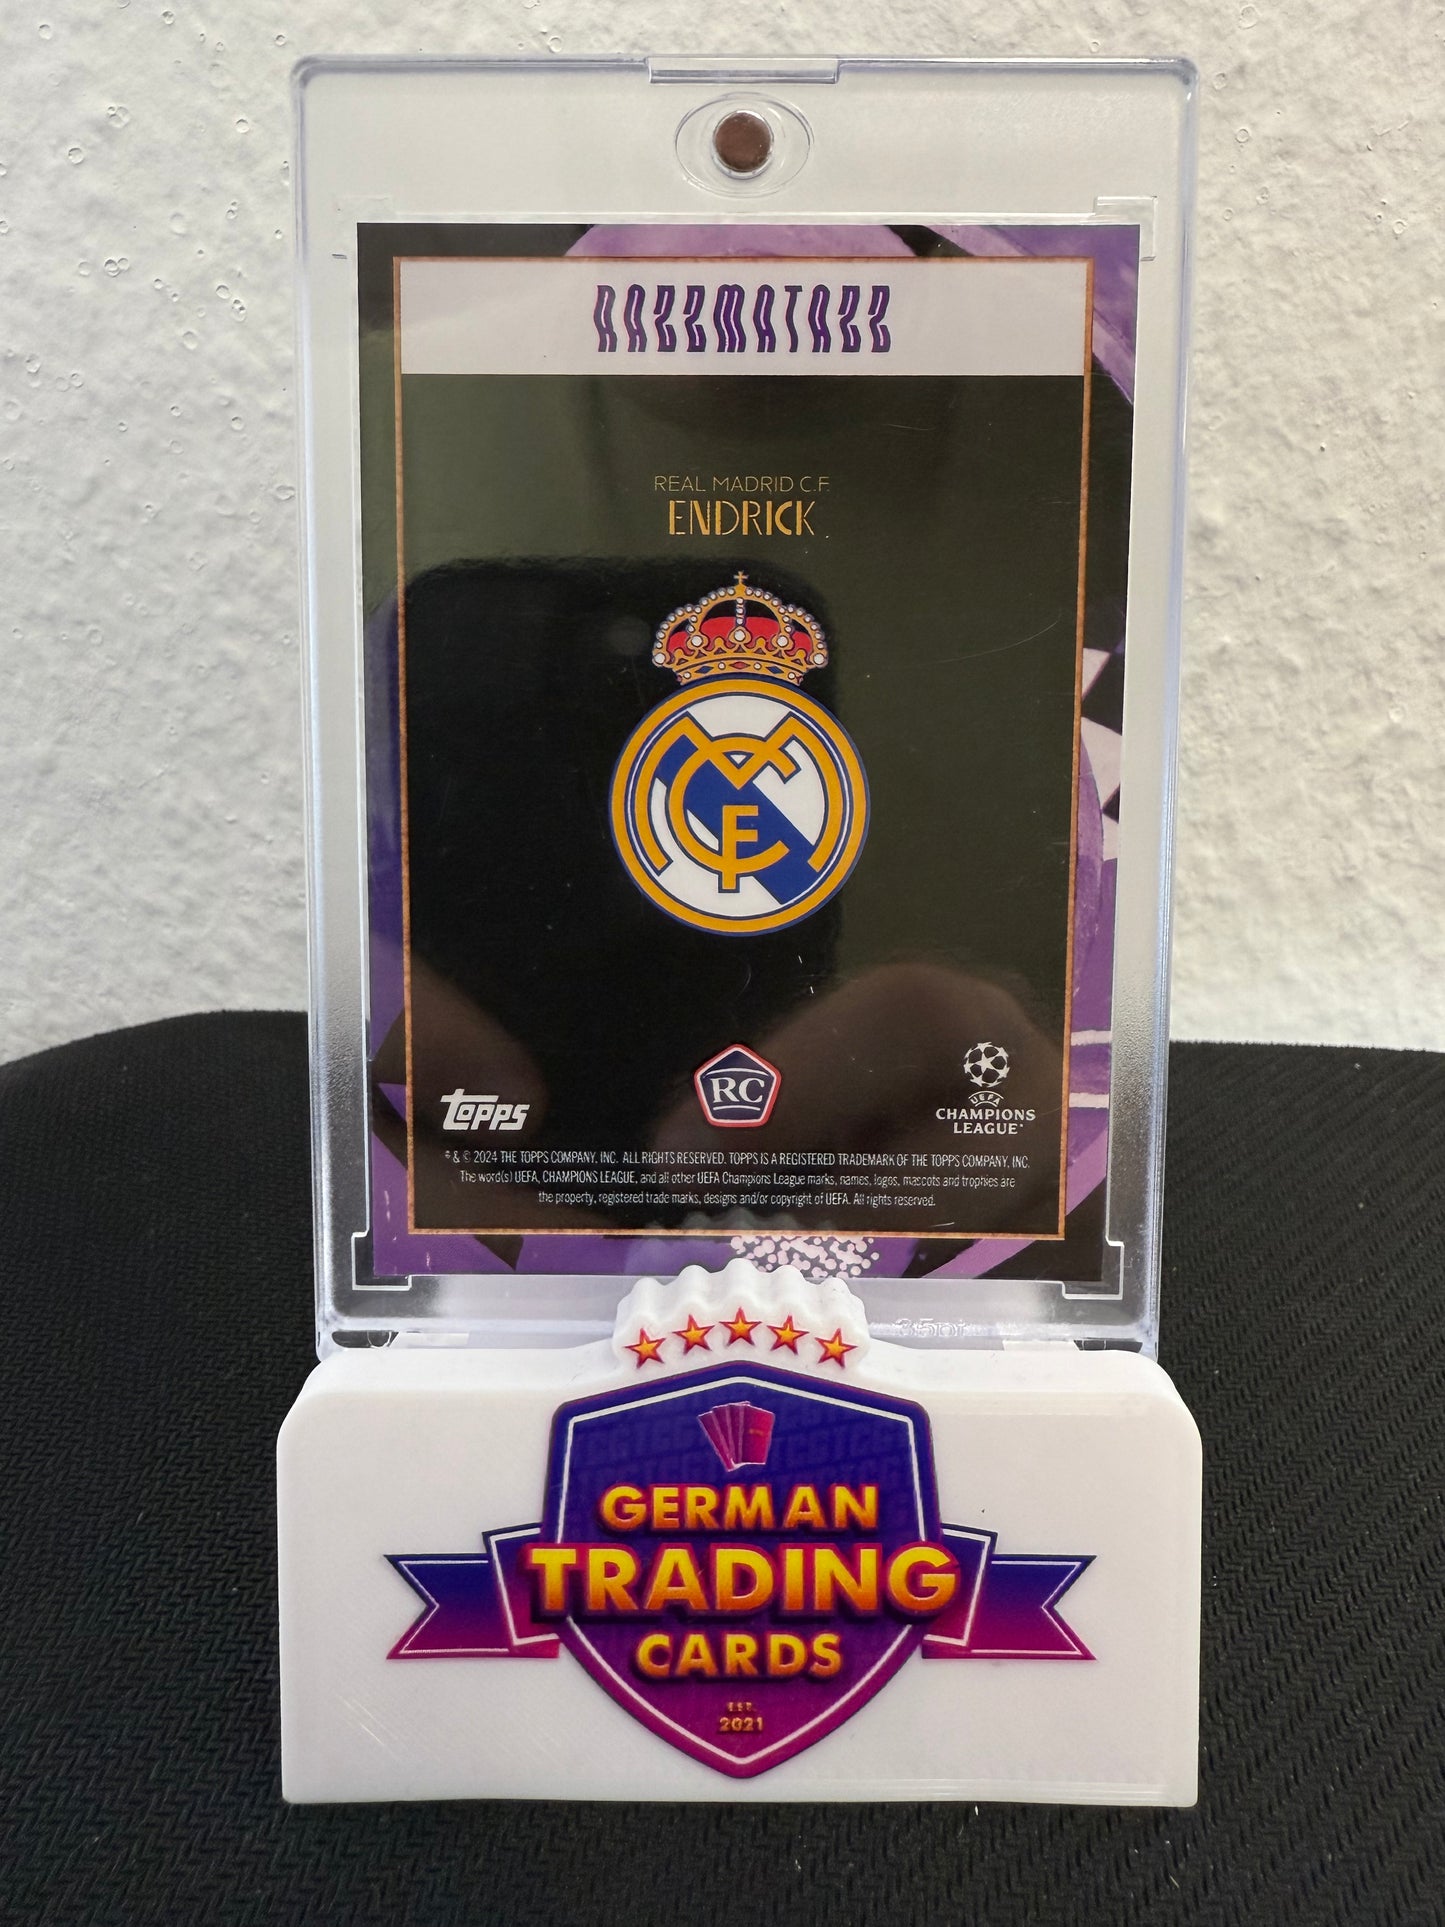 RAZZMATAZZ
REAL MADRID C.F.
ENDRICK
MCF
topps
RC
UEFA
CHAMPIONS
LEAGUE®
® & © 2024 THE TOPPS COMPANY, INC. ALL RIGHTS RESERVED. TOPPS IS A REGISTERED TRADEMARK OF THE TOPPS COMPANY, INC.
The word(s) UEFA, CHAMPIONS LEAGUE, and all other UEFA Champions League marks, names, logos, mascots and trophies are
the property, registered trade marks, designs and/or copyright of UEFA. All rights reserved.
35pt
GERMAN
TRADING
CARDS
EST.
2021